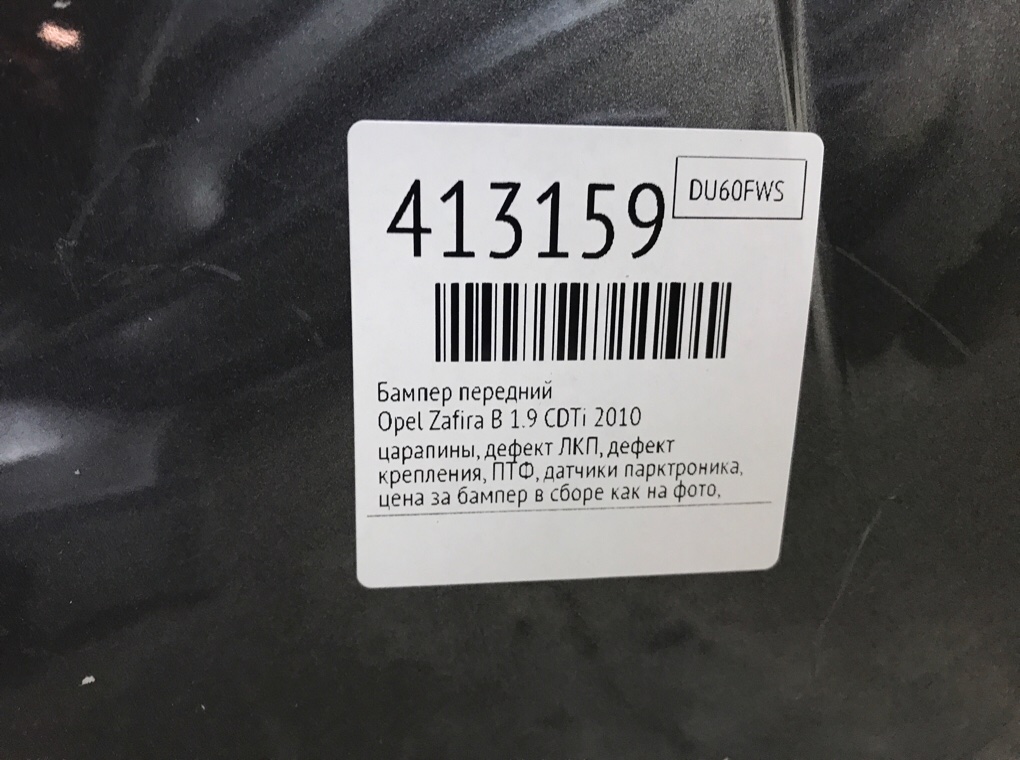 413159
DU60FWS
Бампер передний
Opel Zafira B 1.9 CDTi 2010
царапины, дефект ЛКП, дефект
крепления, ПТФ, датчики парктроника,
цена за бампер в сборе как на фото,